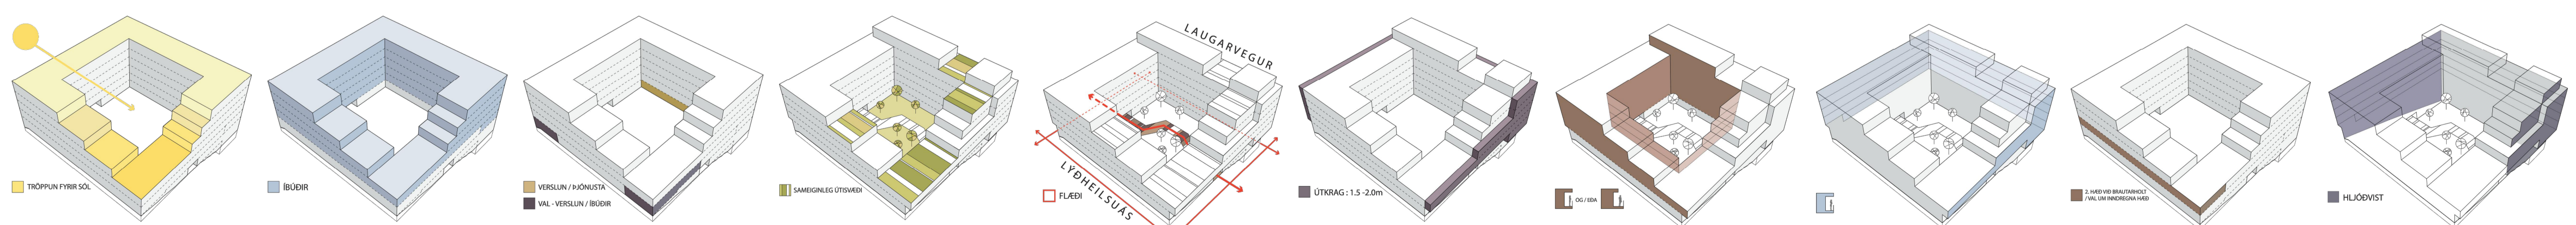 TRÖPPUN FYRIR SÓL
ÍBÚÐIR
VERSLUN / ÞJÓNUSTA
VAL - VERSLUN / ÍBÚÐIR
SAMEIGINLEG ÚTISVÆÐI
LAUGARVEGUR
LÝÐHEILSUÁS
FLÆÐI
ÚTKRAG : 1.5 -2.0m
OG / EÐA
2. HÆÐ VIÐ BRAUTARHOLT
/ VAL UM INNDREGNA HÆÐ
HLJÓÐVIST